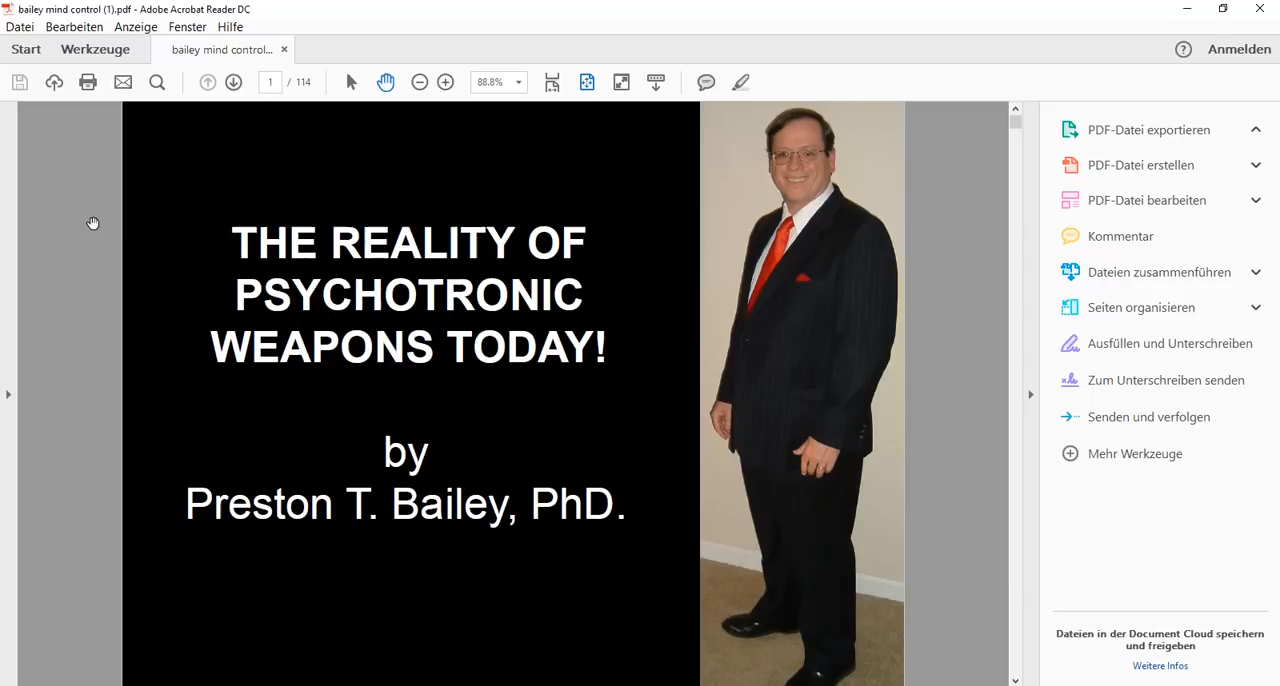 bailey mind control (1).pdf - Adobe Acrobat Reader DC
Datei Bearbeiten Anzeige Fenster Hilfe
Start Werkzeuge bailey mind control... × Anmelden
1 / 114 88.8%
THE REALITY OF
PSYCHOTRONIC
WEAPONS TODAY!
by
Preston T. Bailey, PhD.
PDF-Datei exportieren
PDF-Datei erstellen
PDF-Datei bearbeiten
Kommentar
Dateien zusammenführen
Seiten organisieren
Ausfüllen und Unterschreiben
Zum Unterschreiben senden
Senden und verfolgen
Mehr Werkzeuge
Dateien in der Document Cloud speichern
und freigeben
Weitere Infos